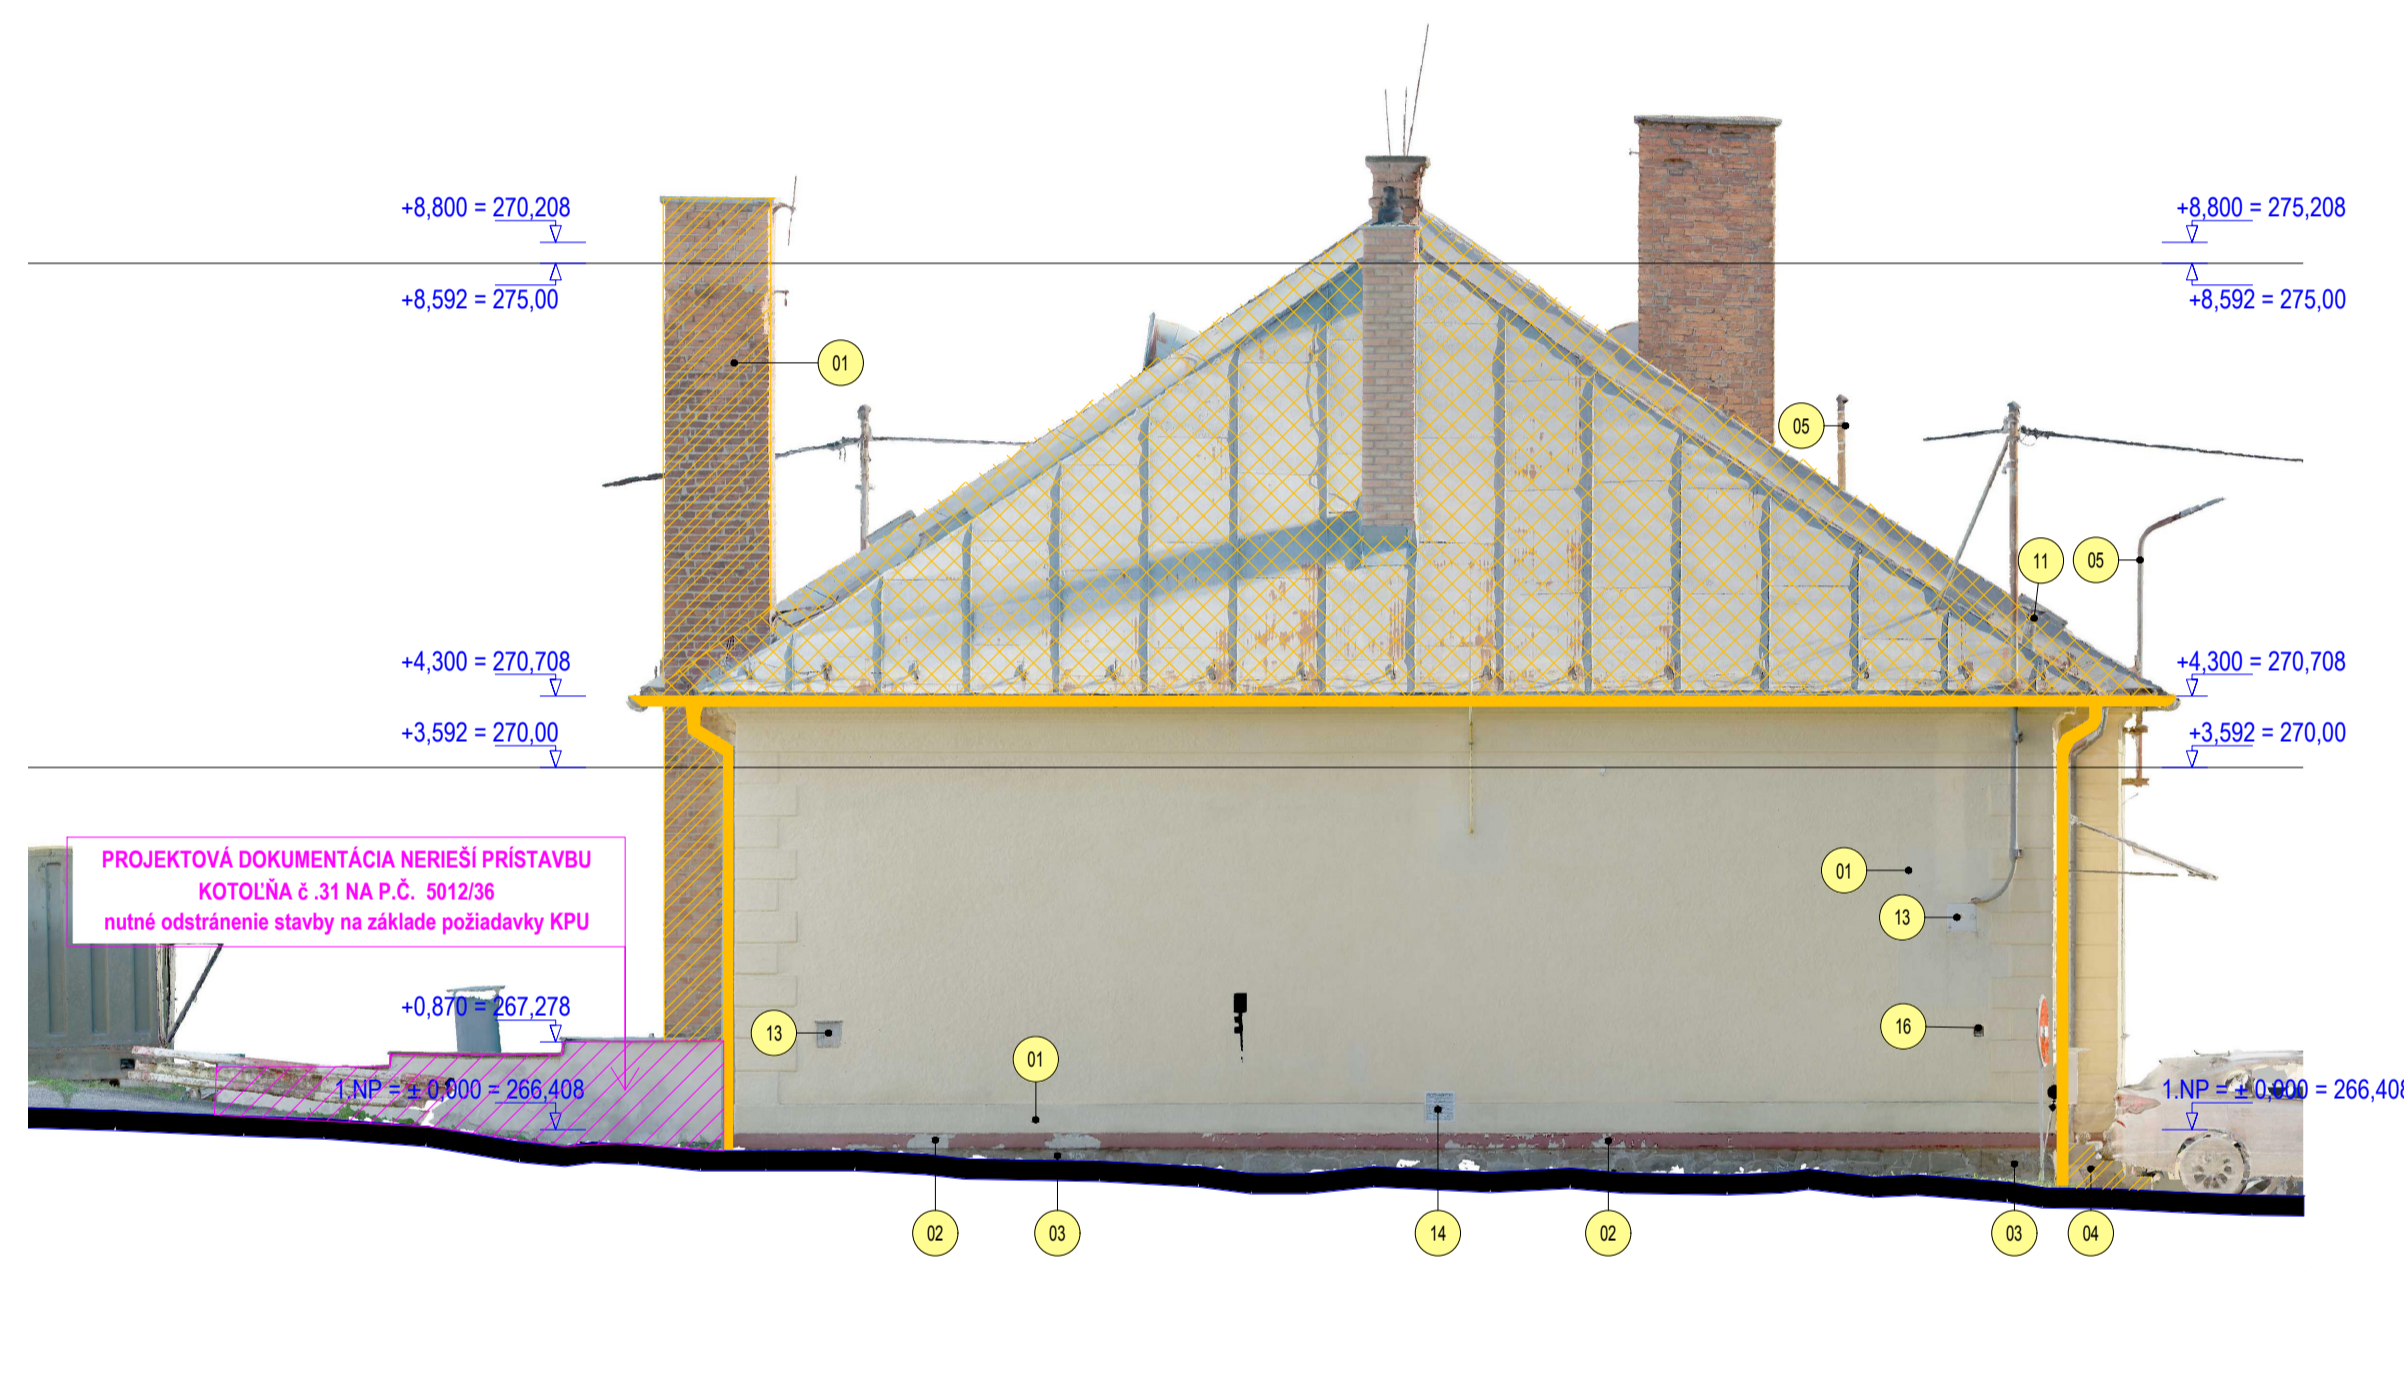 +8,800 = 270,208
+8,800 = 275,208
+8,592 = 275,00
+8,592 = 275,00
01
05
11
05
+4,300 = 270,708
+4,300 = 270,708
+3,592 = 270,00
+3,592 = 270,00
PROJEKTOVÁ DOKUMENTÁCIA NERIEŠÍ PRÍSTAVBU
KOTOĽŇA č .31 NA P.Č. 5012/36
nutné odstránenie stavby na základe požiadavky KPU
01
13
+0,870 = 267,278
13
16
01
1.NP = ± 0,000 = 266,408
1.NP = ± 0,000 = 266,408
02
03
14
02
03
04